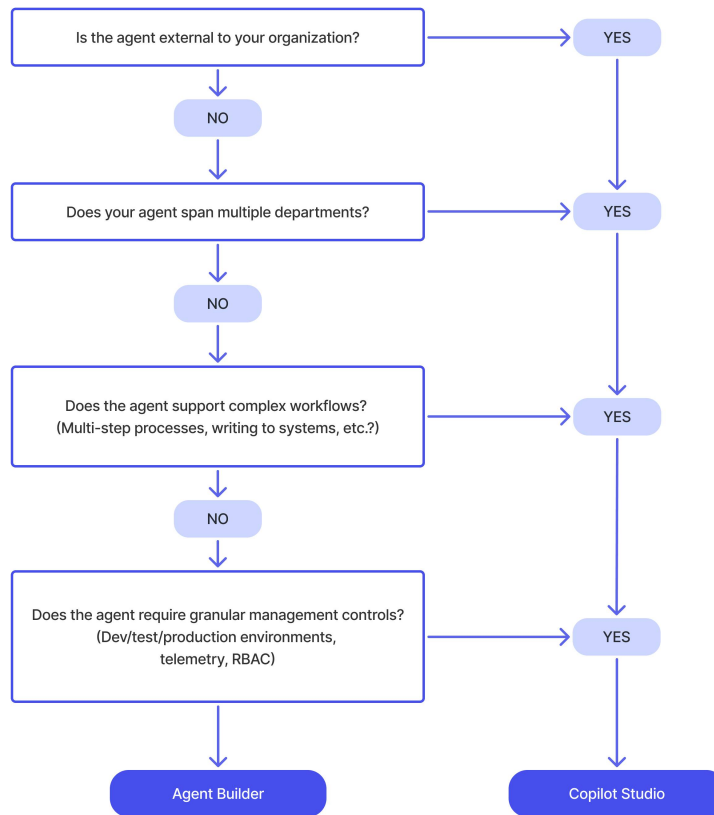 Is the agent external to your organization?
YES
NO
Does your agent span multiple departments?
YES
NO
Does the agent support complex workflows?
(Multi-step processes, writing to systems, etc.?)
YES
NO
Does the agent require granular management controls?
(Dev/test/production environments,
telemetry, RBAC)
YES
Agent Builder
Copilot Studio